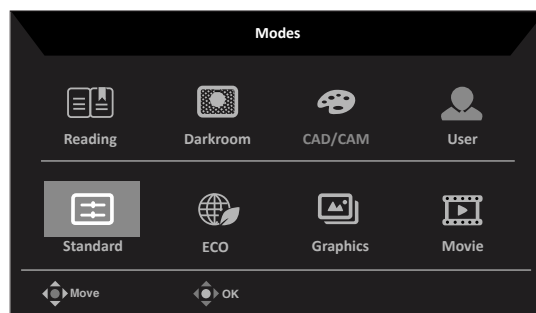 Modes
Reading Darkroom CAD/CAM User
Standard ECO Graphics Movie
Move OK